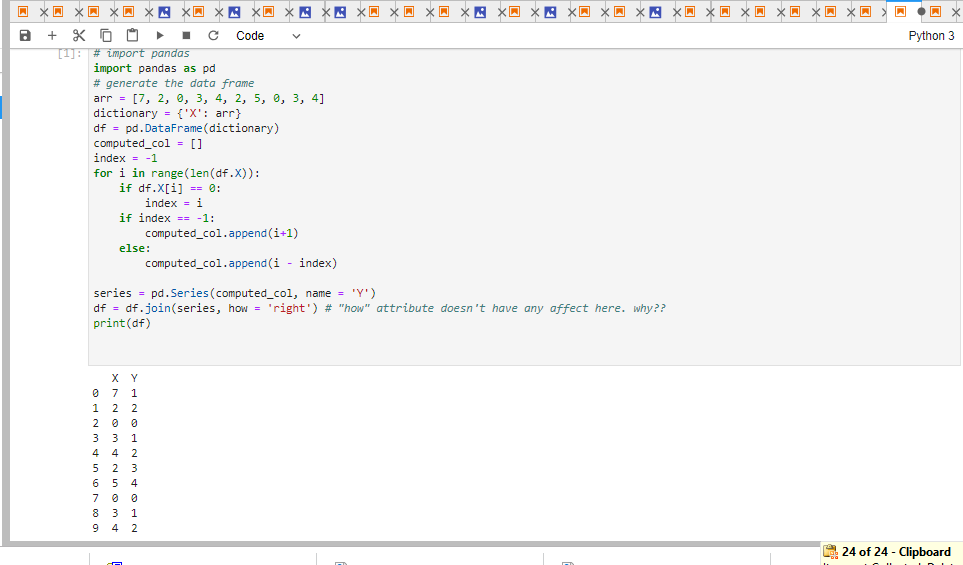 Code
Python 3
[1]: # import pandas
import pandas as pd
# generate the data frame
arr = [7, 2, 0, 3, 4, 2, 5, 0, 3, 4]
dictionary = {'X': arr}
df = pd.DataFrame(dictionary)
computed_col = []
index = -1
for i in range(len(df.X)):
    if df.X[i] == 0:
        index = i
    if index == -1:
        computed_col.append(i+1)
    else:
        computed_col.append(i - index)
series = pd.Series(computed_col, name = 'Y')
df = df.join(series, how = 'right') # "how" attribute doesn't have any affect here. why??
print(df)
   X  Y
0  7  1
1  2  2
2  0  0
3  3  1
4  4  2
5  2  3
6  5  4
7  0  0
8  3  1
9  4  2
24 of 24 - Clipboard